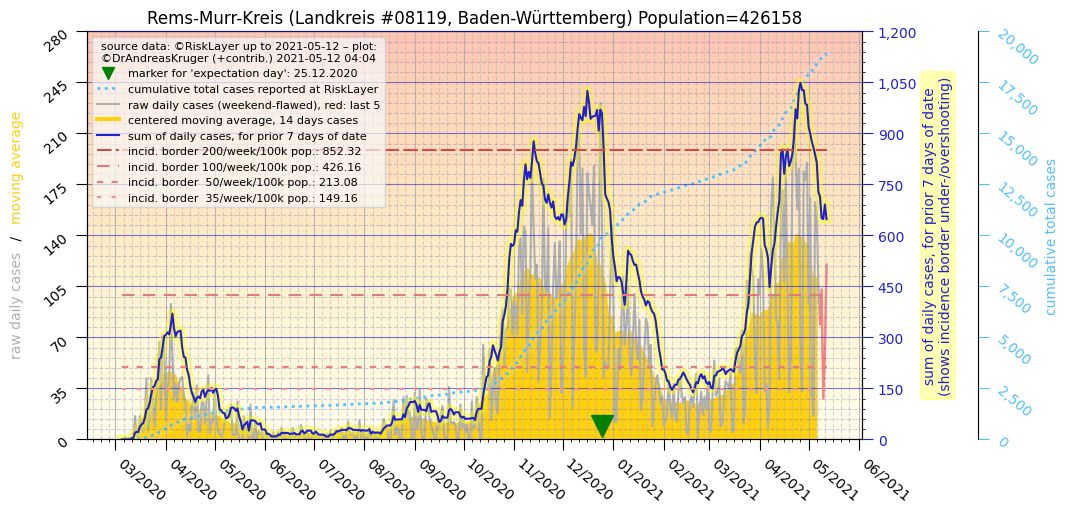 Rems-Murr-Kreis (Landkreis #08119, Baden-Württemberg) Population=426158
source data: ©RiskLayer up to 2021-05-12 – plot:
©DrAndreasKruger (+contrib.) 2021-05-12 04:04
marker for 'expectation day': 25.12.2020
cumulative total cases reported at RiskLayer
raw daily cases (weekend-flawed), red: last 5
centered moving average, 14 days cases
sum of daily cases, for prior 7 days of date
incid. border 200/week/100k pop.: 852.32
incid. border 100/week/100k pop.: 426.16
incid. border 50/week/100k pop.: 213.08
incid. border 35/week/100k pop.: 149.16
raw daily cases / moving average
280
245
210
175
140
105
70
35
0
03/2020
04/2020
05/2020
06/2020
07/2020
08/2020
09/2020
10/2020
11/2020
12/2020
01/2021
02/2021
03/2021
04/2021
05/2021
06/2021
1,200
1,050
900
750
600
450
300
150
0
sum of daily cases, for prior 7 days of date
(shows incidence border under-/overshooting)
20,000
17,500
15,000
12,500
10,000
7,500
5,000
2,500
0
cumulative total cases